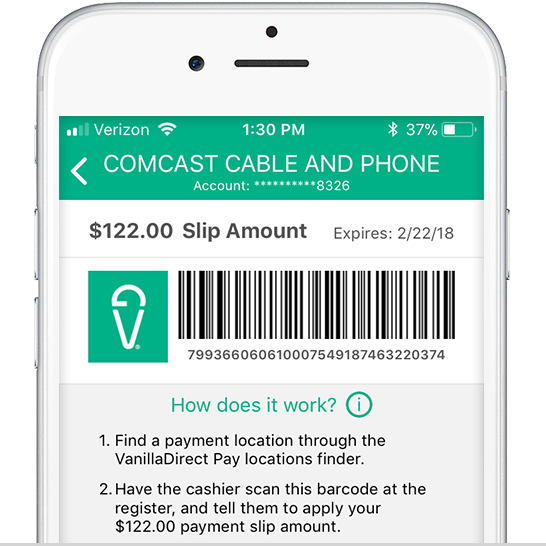 Verizon 1:30 PM 37%
COMCAST CABLE AND PHONE
Account: **********8326
$122.00 Slip Amount Expires: 2/22/18
799366060610007549187463220374
How does it work? i
1. Find a payment location through the
VanillaDirect Pay locations finder.
2. Have the cashier scan this barcode at the
register, and tell them to apply your
$122.00 payment slip amount.